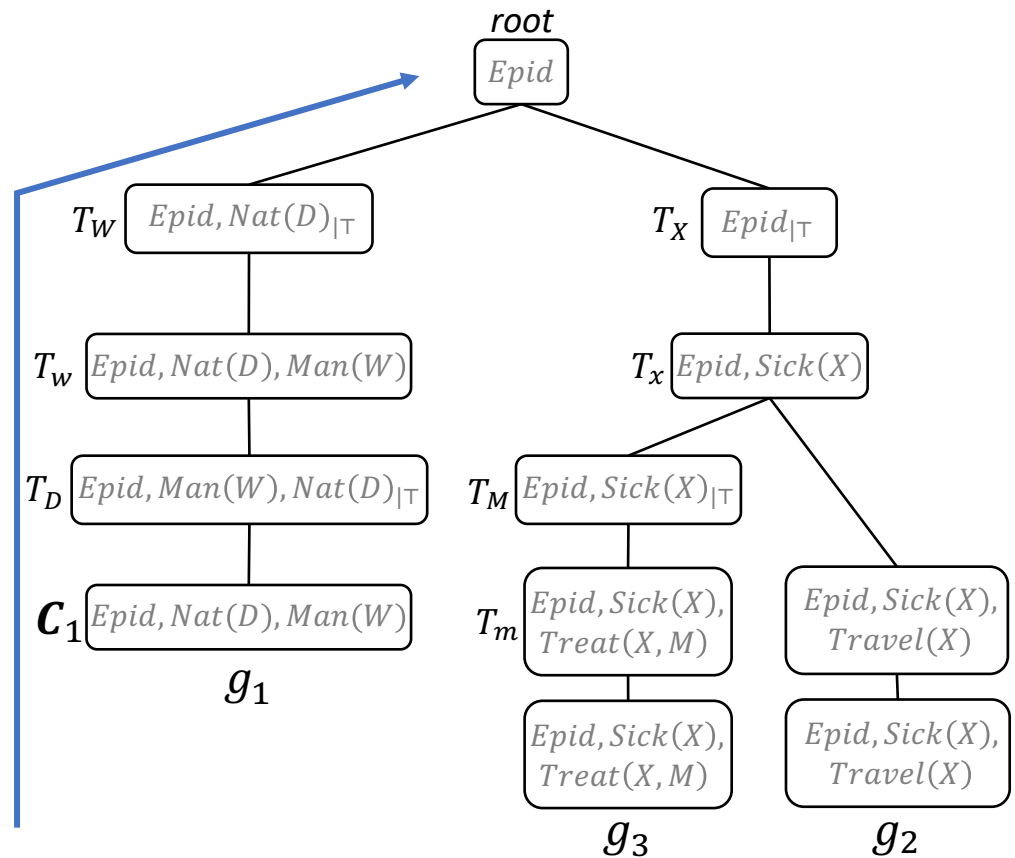 root
Epid
T_W Epid, Nat(D)_{|⊤}
T_X Epid_{|⊤}
T_w Epid, Nat(D), Man(W)
T_x Epid, Sick(X)
T_D Epid, Man(W), Nat(D)_{|⊤}
T_M Epid, Sick(X)_{|⊤}
C_1 Epid, Nat(D), Man(W)
g_1
T_m Epid, Sick(X),
Treat(X, M)
Epid, Sick(X),
Travel(X)
Epid, Sick(X),
Treat(X, M)
g_3
Epid, Sick(X),
Travel(X)
g_2